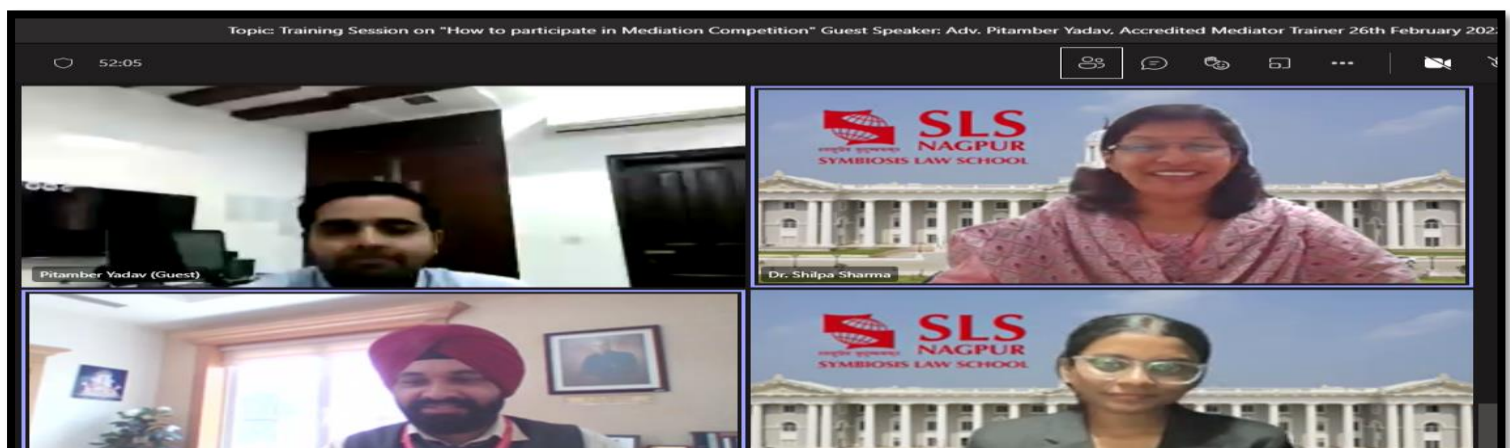 Topic: Training Session on "How to participate in Mediation Competition" Guest Speaker: Adv. Pitamber Yadav, Accredited Mediator Trainer 26th February 202
52:05
SLS
NAGPUR
SYMBIOSIS LAW SCHOOL
Pitamber Yadav (Guest)
Dr. Shilpa Sharma
SLS
NAGPUR
SYMBIOSIS LAW SCHOOL